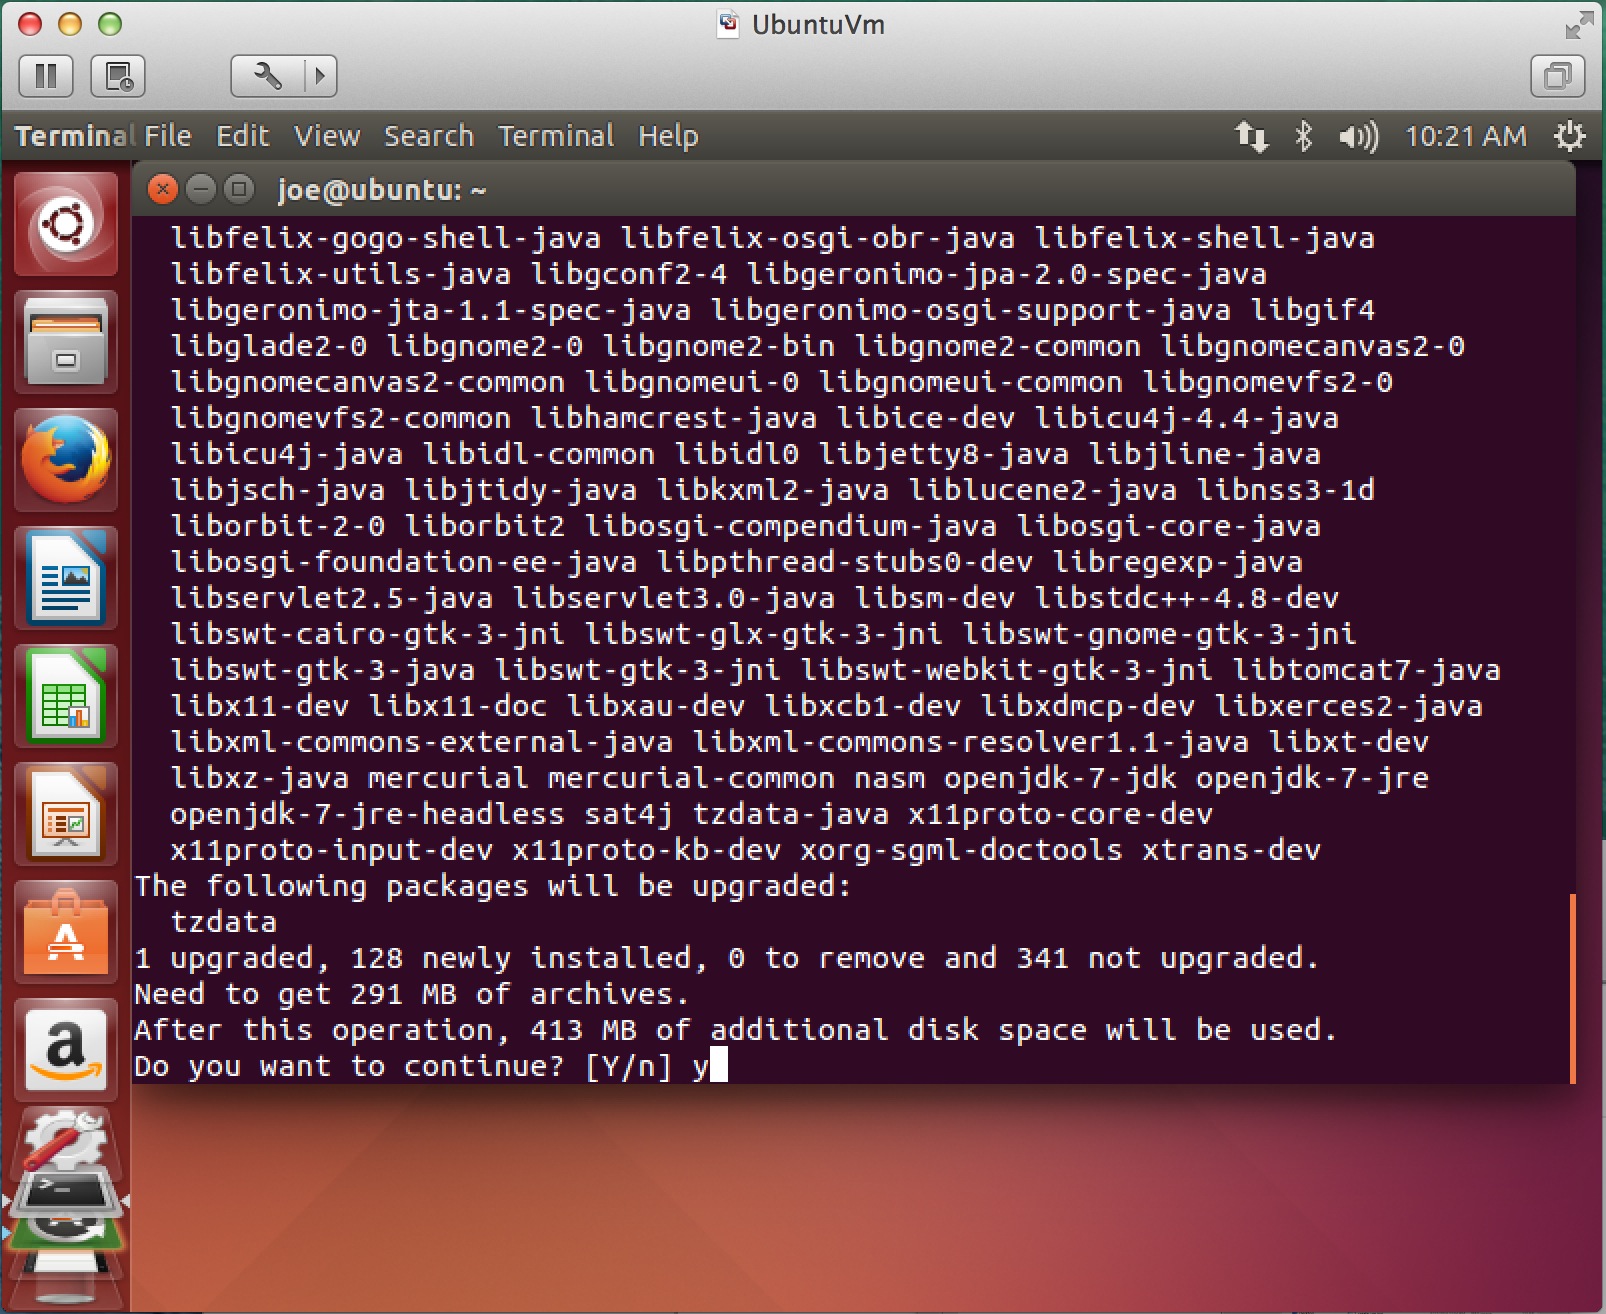 UbuntuVm
Terminal File Edit View Search Terminal Help 10:21 AM
joe@ubuntu: ~
libfelix-gogo-shell-java libfelix-osgi-obr-java libfelix-shell-java
libfelix-utils-java libgconf2-4 libgeronimo-jpa-2.0-spec-java
libgeronimo-jta-1.1-spec-java libgeronimo-osgi-support-java libgif4
libglade2-0 libgnome2-0 libgnome2-bin libgnome2-common libgnomecanvas2-0
libgnomecanvas2-common libgnomeui-0 libgnomeui-common libgnomevfs2-0
libgnomevfs2-common libhamcrest-java libice-dev libicu4j-4.4-java
libicu4j-java libidl-common libidl0 libjetty8-java libjline-java
libjsch-java libjtidy-java libkxml2-java liblucene2-java libnss3-1d
liborbit-2-0 liborbit2 libosgi-compendium-java libosgi-core-java
libosgi-foundation-ee-java libpthread-stubs0-dev libregexp-java
libservlet2.5-java libservlet3.0-java libsm-dev libstdc++-4.8-dev
libswt-cairo-gtk-3-jni libswt-glx-gtk-3-jni libswt-gnome-gtk-3-jni
libswt-gtk-3-java libswt-gtk-3-jni libswt-webkit-gtk-3-jni libtomcat7-java
libx11-dev libx11-doc libxau-dev libxcb1-dev libxdmcp-dev libxerces2-java
libxml-commons-external-java libxml-commons-resolver1.1-java libxt-dev
libxz-java mercurial mercurial-common nasm openjdk-7-jdk openjdk-7-jre
openjdk-7-jre-headless sat4j tzdata-java x11proto-core-dev
x11proto-input-dev x11proto-kb-dev xorg-sgml-doctools xtrans-dev
The following packages will be upgraded:
tzdata
1 upgraded, 128 newly installed, 0 to remove and 341 not upgraded.
Need to get 291 MB of archives.
After this operation, 413 MB of additional disk space will be used.
Do you want to continue? [Y/n] y